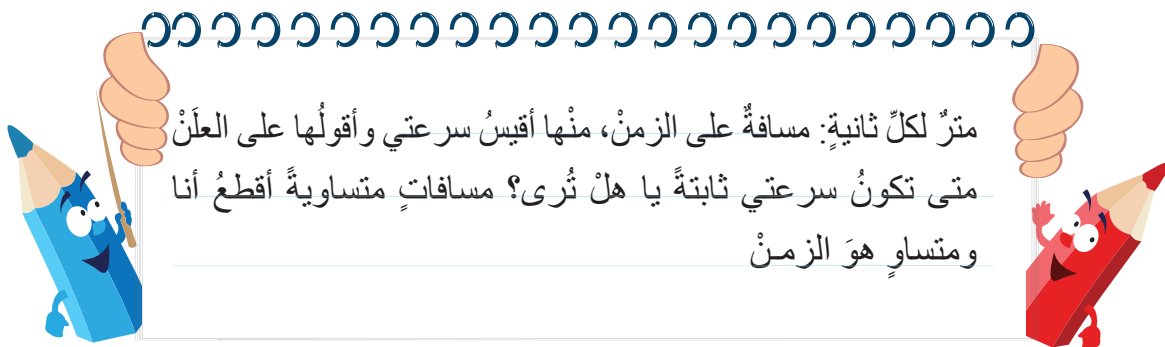 مترٌ لكلِّ ثانيةٍ: مسافةٌ على الزمنْ، منْها أقيسُ سرعتي وأقولُها على العلَنْ
متى تكونُ سرعتي ثابتةً يا هلْ تُرى؟ مسافاتٍ متساويةً أقطعُ أنا
ومتساوٍ هوَ الزمـنْ